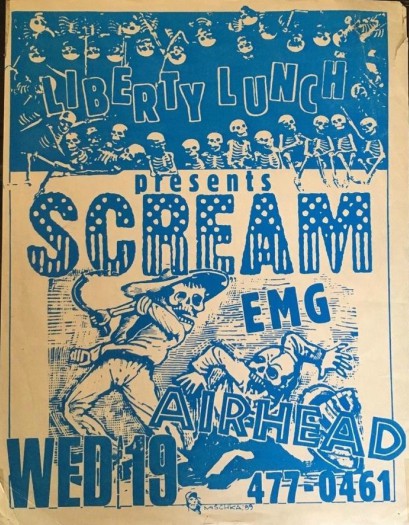 LIBERTY LUNCH
presents
SCREAM
EMG
AIRHEAD
WED 19
477-0461